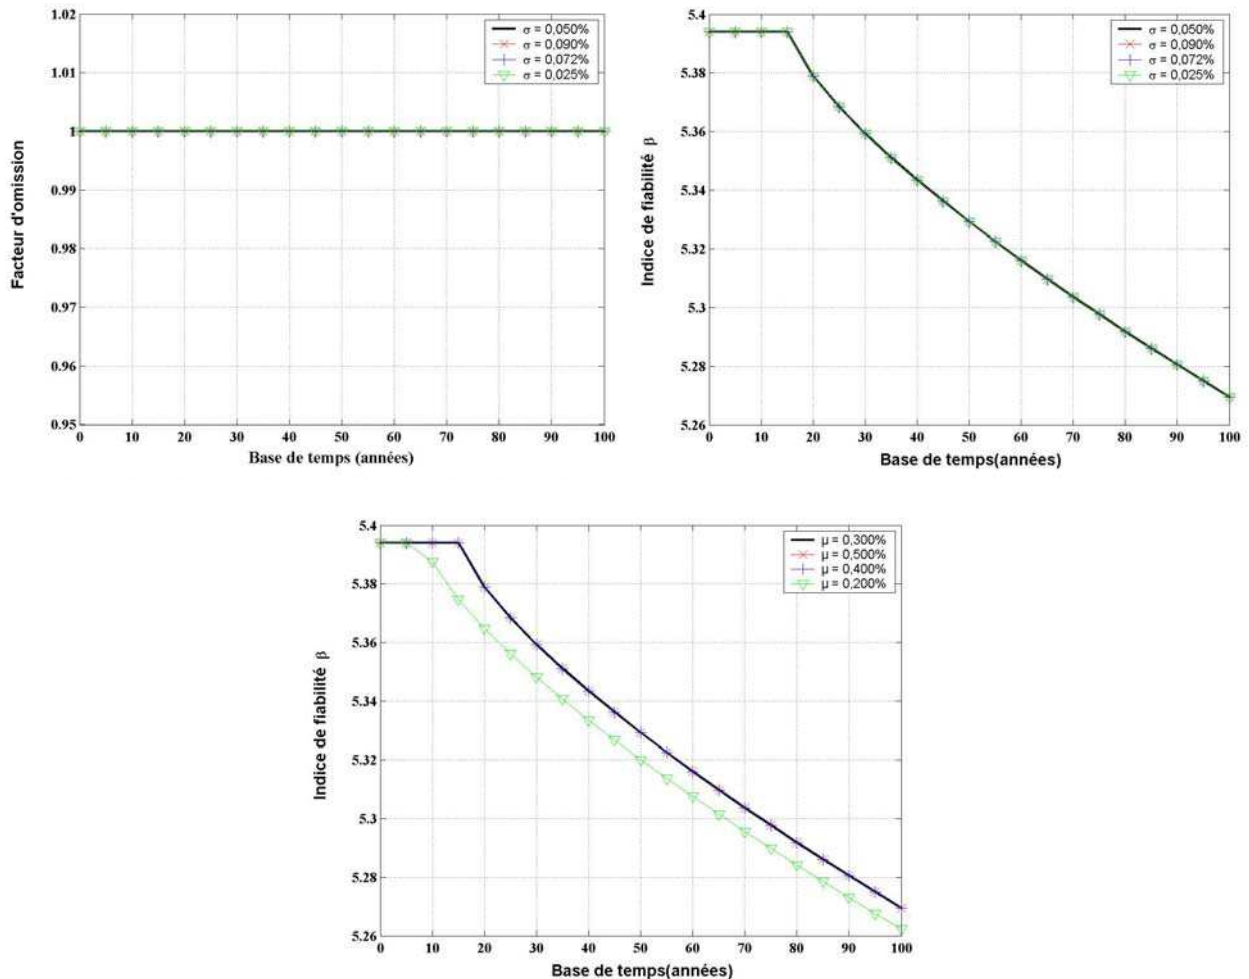 1.02
1.01
1
0.99
0.98
0.97
0.96
0.95
Facteur d'omission
σ = 0,050%
σ = 0,090%
σ = 0,072%
σ = 0,025%
0 10 20 30 40 50 60 70 80 90 100
Base de temps (années)
5.4
5.38
5.36
5.34
5.32
5.3
5.28
5.26
Indice de fiabilité β
σ = 0,050%
σ = 0,090%
σ = 0,072%
σ = 0,025%
0 10 20 30 40 50 60 70 80 90 100
Base de temps(années)
5.4
5.38
5.36
5.34
5.32
5.3
5.28
5.26
Indice de fiabilité β
μ = 0,300%
μ = 0,500%
μ = 0,400%
μ = 0,200%
0 10 20 30 40 50 60 70 80 90 100
Base de temps(années)